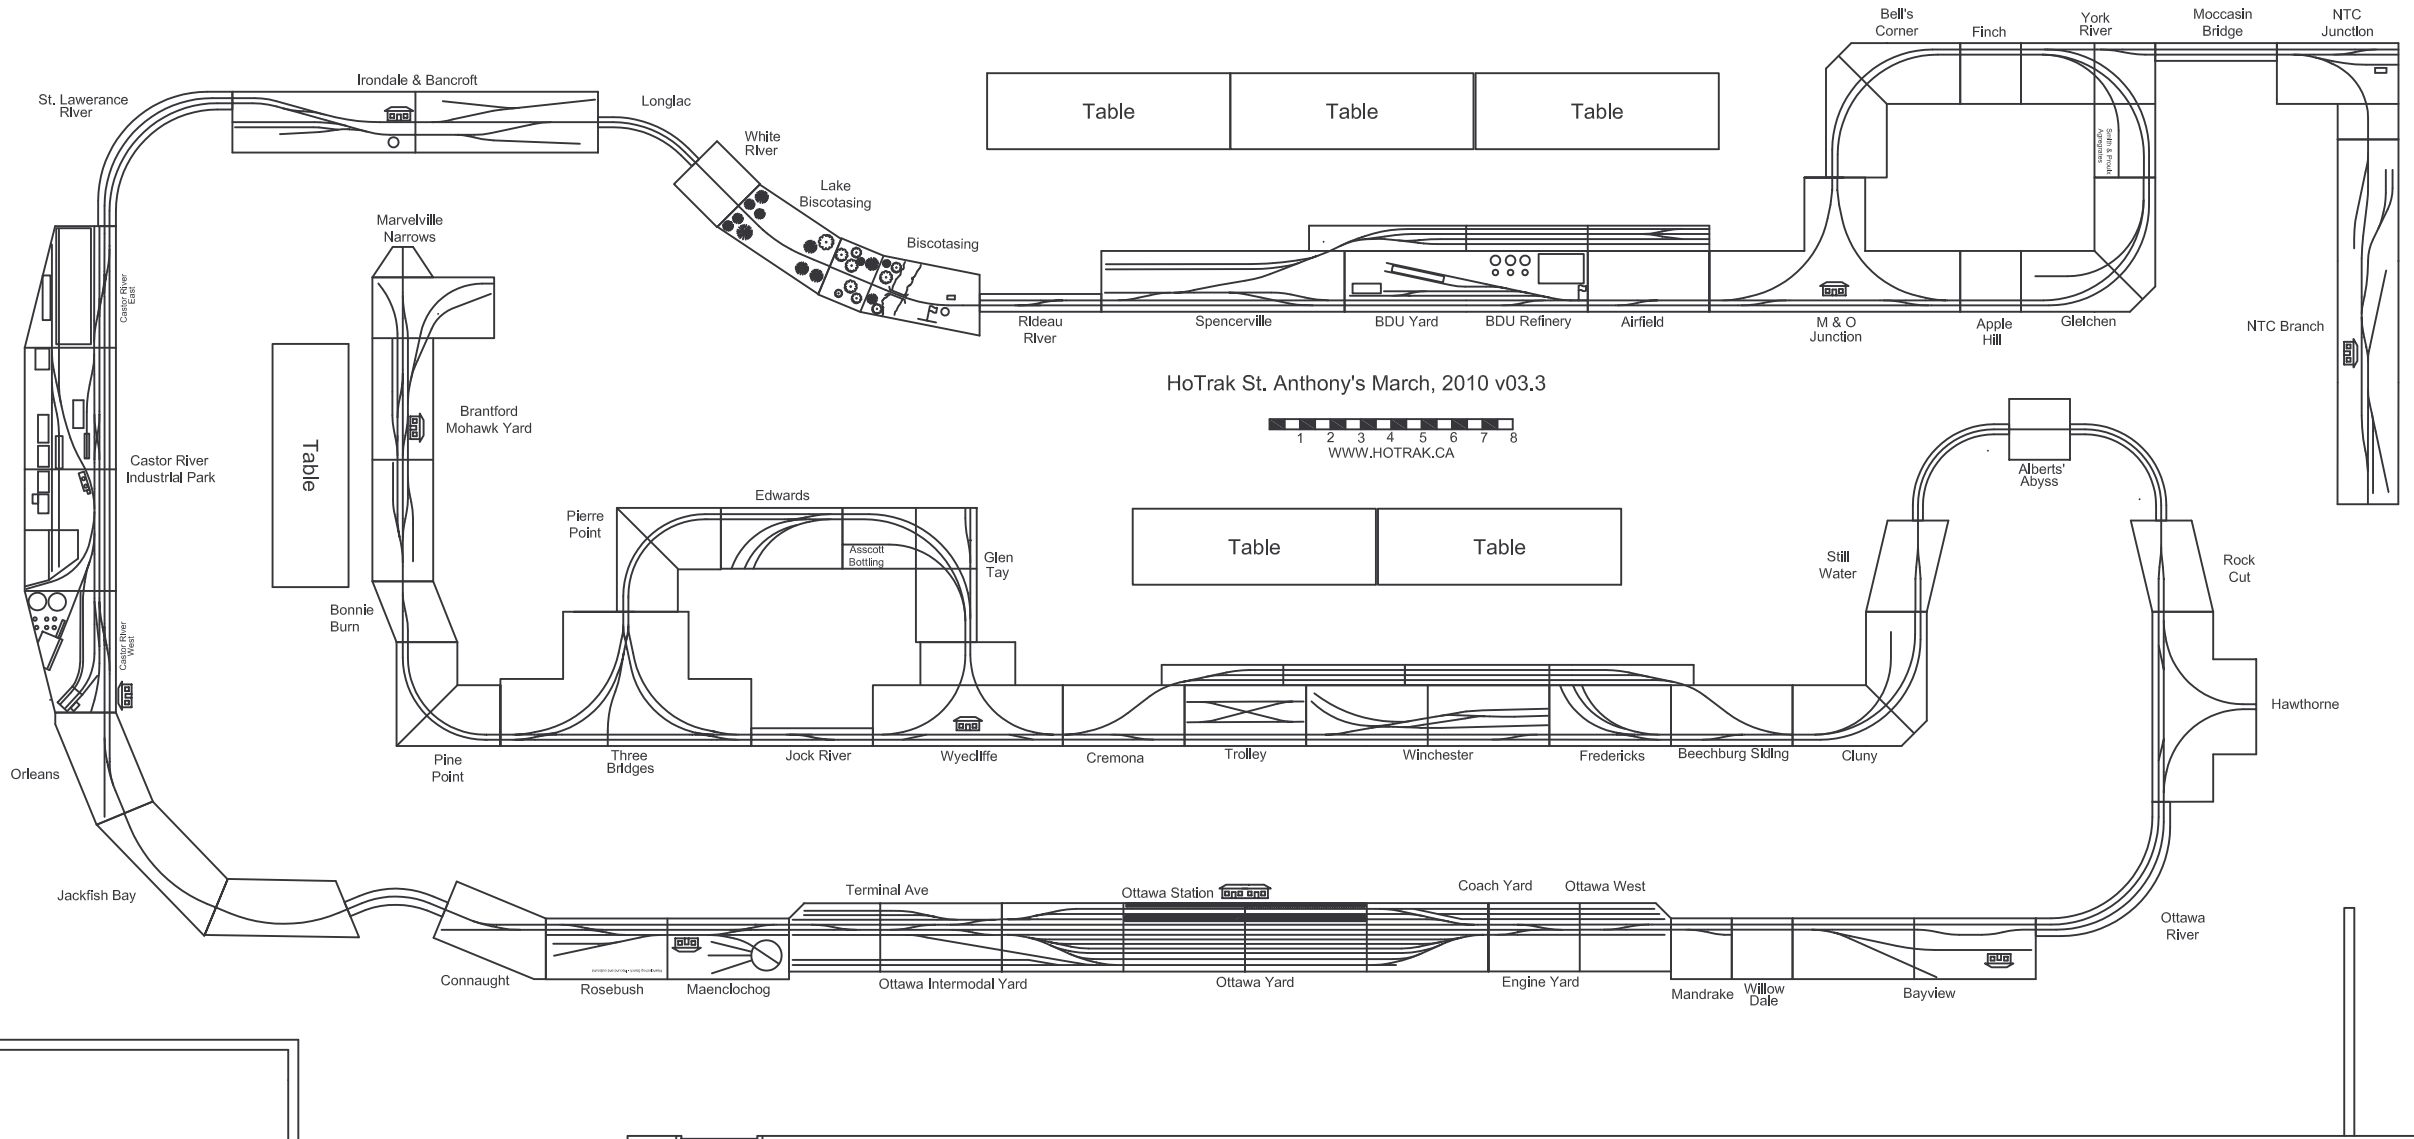 Bell's
Corner
Finch
York
River
Moccasin
Bridge
NTC
Junction
Irondale & Bancroft
St. Lawerance
River
Longlac
Table
Table
Table
White
River
Smith & Proulx
Lake
Biscotasing
Marvelville
Narrows
Biscotasing
Castor River
East
Rideau
River
Spencerville
BDU Yard
BDU Refinery
Airfield
M & O
Junction
Apple
Hill
Gleichen
NTC Branch
HoTrak St. Anthony's March, 2010 v03.3
1 2 3 4 5 6 7 8
WWW.HOTRAK.CA
Brantford
Mohawk Yard
Table
Castor River
Industrial Park
Alberts'
Abyss
Edwards
Pierre
Point
Asscott
Bottling
Glen
Tay
Table
Table
Still
Water
Rock
Cut
Bonnie
Burn
Castor River
West
Hawthorne
Orleans
Pine
Point
Three
Bridges
Jock River
Wyecliffe
Cremona
Trolley
Winchester
Fredericks
Beechburg Siding
Cluny
Jackfish Bay
Terminal Ave
Ottawa Station
Coach Yard
Ottawa West
Ottawa
River
Connaught
Rosebush
Maenclochog
Ottawa Intermodal Yard
Ottawa Yard
Engine Yard
Mandrake
Willow
Dale
Bayview